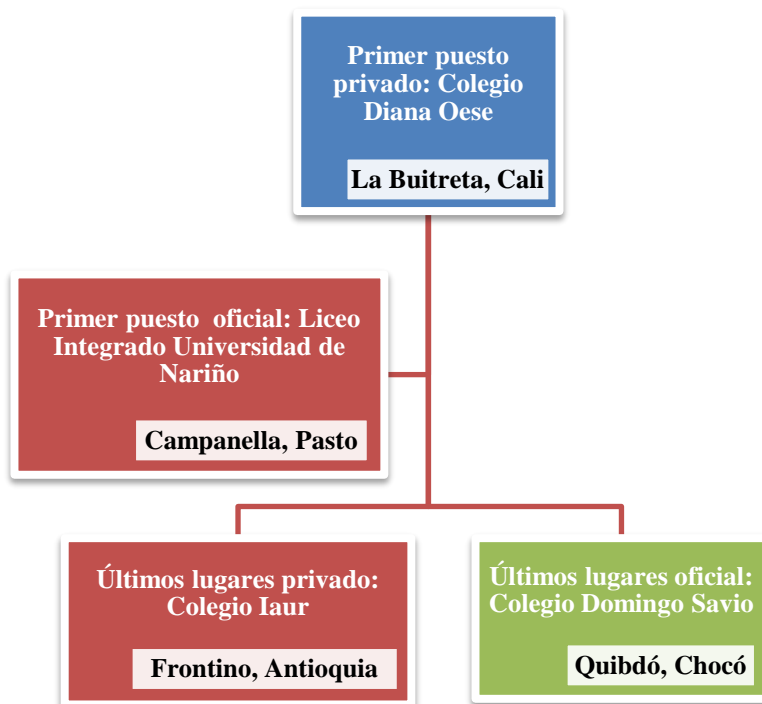 Primer puesto
privado: Colegio
Diana Oese
La Buitreta, Cali
Primer puesto oficial: Liceo
Integrado Universidad de
Nariño
Campanella, Pasto
Últimos lugares privado:
Colegio Iaur
Frontino, Antioquia
Últimos lugares oficial:
Colegio Domingo Savio
Quibdó, Chocó